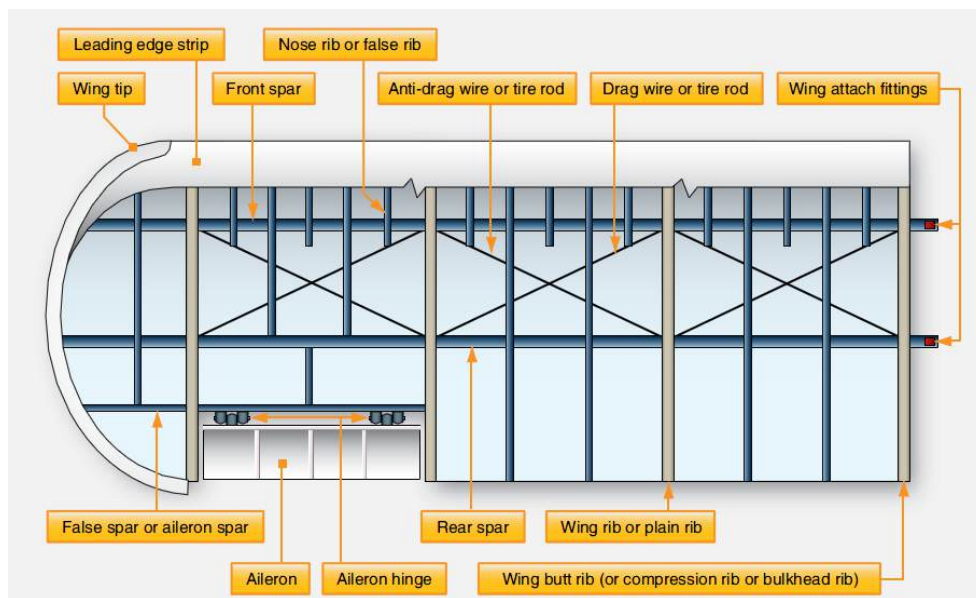 Leading edge strip
Nose rib or false rib
Wing tip
Front spar
Anti-drag wire or tire rod
Drag wire or tire rod
Wing attach fittings
False spar or aileron spar
Rear spar
Wing rib or plain rib
Aileron
Aileron hinge
Wing butt rib (or compression rib or bulkhead rib)